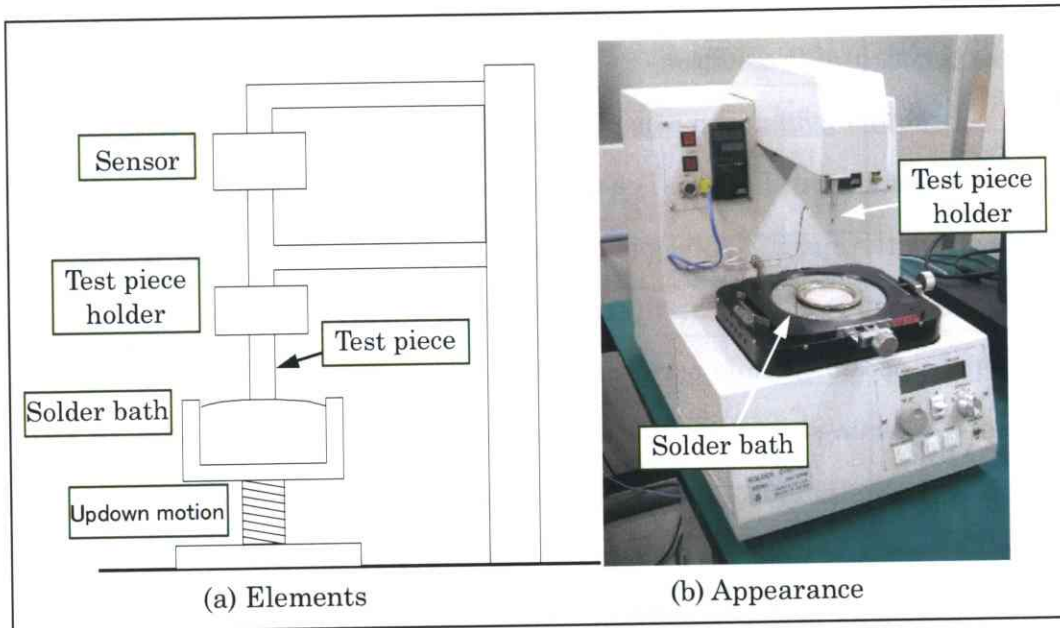 Sensor
Test piece
holder
Test piece
Solder bath
Updown motion
(a) Elements
Test piece
holder
Solder bath
(b) Appearance